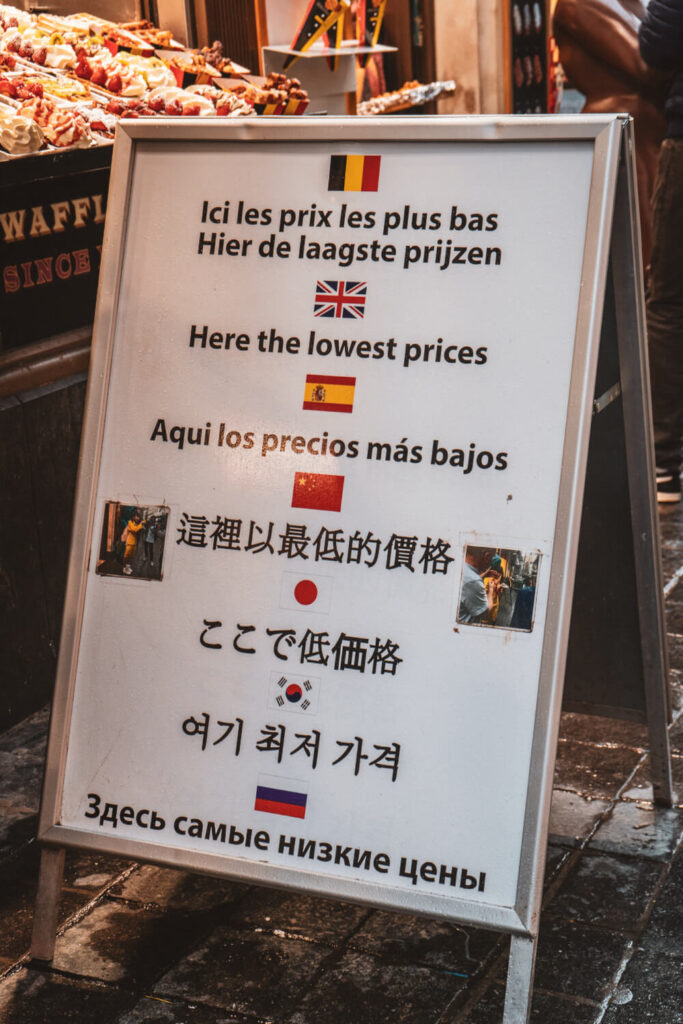 WAFFL
SINCE
Ici les prix les plus bas
Hier de laagste prijzen
Here the lowest prices
Aqui los precios más bajos
這裡以最低的價格
ここで低価格
여기 최저 가격
Здесь самые низкие цены